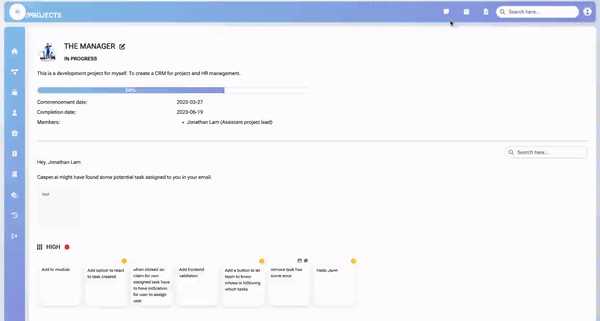 /PROJECTS
Search here...
THE MANAGER
IN PROGRESS
This is a development project for myself. To create a CRM for project and HR management.
Commencement date:
2023-03-27
Completion date:
2023-06-19
Members:
Jonathan Lam (Assistant project lead)
Search here...
Hey, Jonathan Lam
Casper.ai might have found some potential task assigned to you in your email
test
HIGH
Add hr module
Add option to react
to task created
when clicked on
claim for non
assigned task have
to have indication
for user to assign
user
Add frontend
validation
Add a button to let
team to know
whose is following
which tasks
remove task has
some error
Hello Jenn